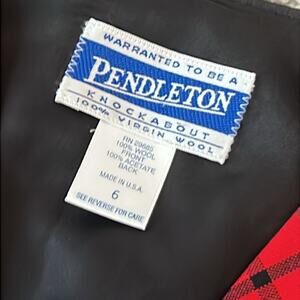 WARRANTED TO BE A
PENDLETON
KNOCKABOUT
100% VIRGIN WOOL
RN 29685
100% WOOL
FRONT
100% ACETATE
BACK
MADE IN U.S.A.
6
SEE REVERSE FOR CARE